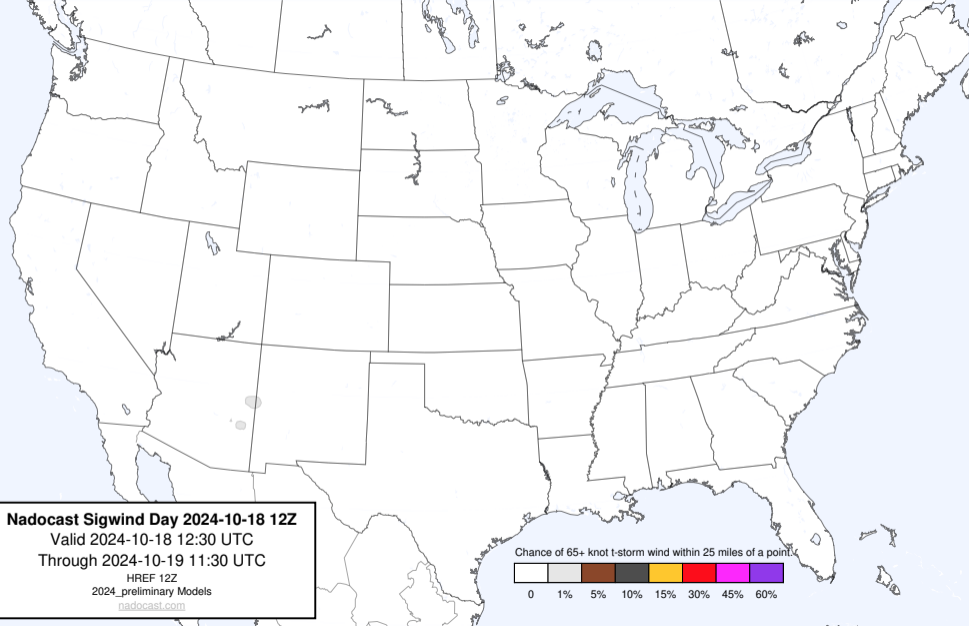 Nadocast Sigwind Day 2024-10-18 12Z
Valid 2024-10-18 12:30 UTC
Through 2024-10-19 11:30 UTC
HREF 12Z
2024_preliminary Models
nadocast.com
Chance of 65+ knot t-storm wind within 25 miles of a point.
0 1% 5% 10% 15% 30% 45% 60%